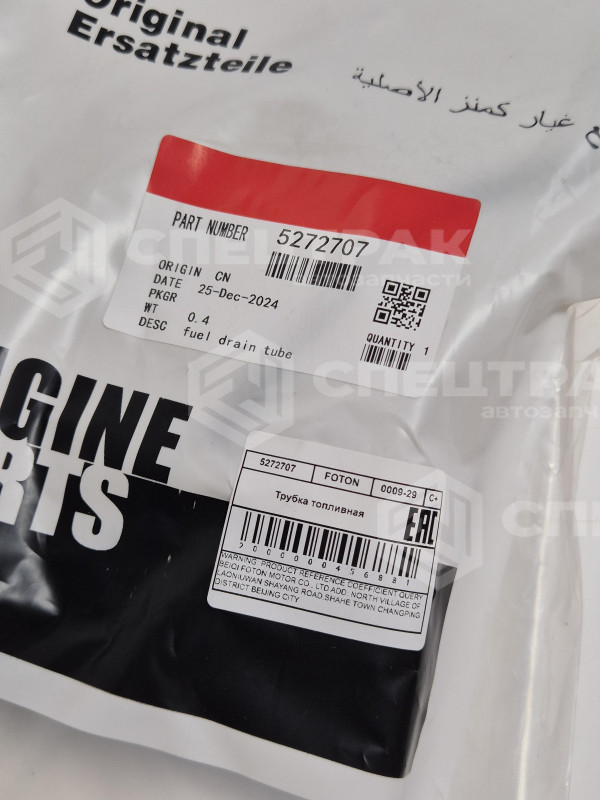 Original
Ersatzteile
غيار كمنز الأصلية
PART NUMBER 5272707
ORIGIN CN
DATE 25-Dec-2024
PKGR
WT 0.4
DESC fuel drain tube
QUANTITY 1
СПЕЦТРАК
запчасти
СПЕЦТРАК
автозапч
GINE
RTS
5272707 FOTON 0009-29 C+
Трубка топливная
EAC
2000000456881
WARNING: PRODUCT REFERENCE COEFFICIENT QUERY
BEIQI FOTON MOTOR CO., LTD ADD: NORTH VILLAGE OF
LAONIUWAN SHAYANG ROAD,SHAHE TOWN CHANGPING
DISTRICT BEIJING CITY
СПЕ